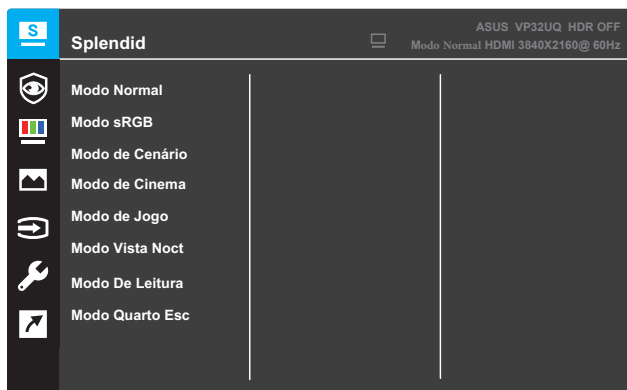 S
ASUS VP32UQ HDR OFF
Splendid
Modo Normal HDMI 3840X2160@ 60Hz
Modo Normal
Modo sRGB
Modo de Cenário
Modo de Cinema
Modo de Jogo
Modo Vista Noct
Modo De Leitura
Modo Quarto Esc